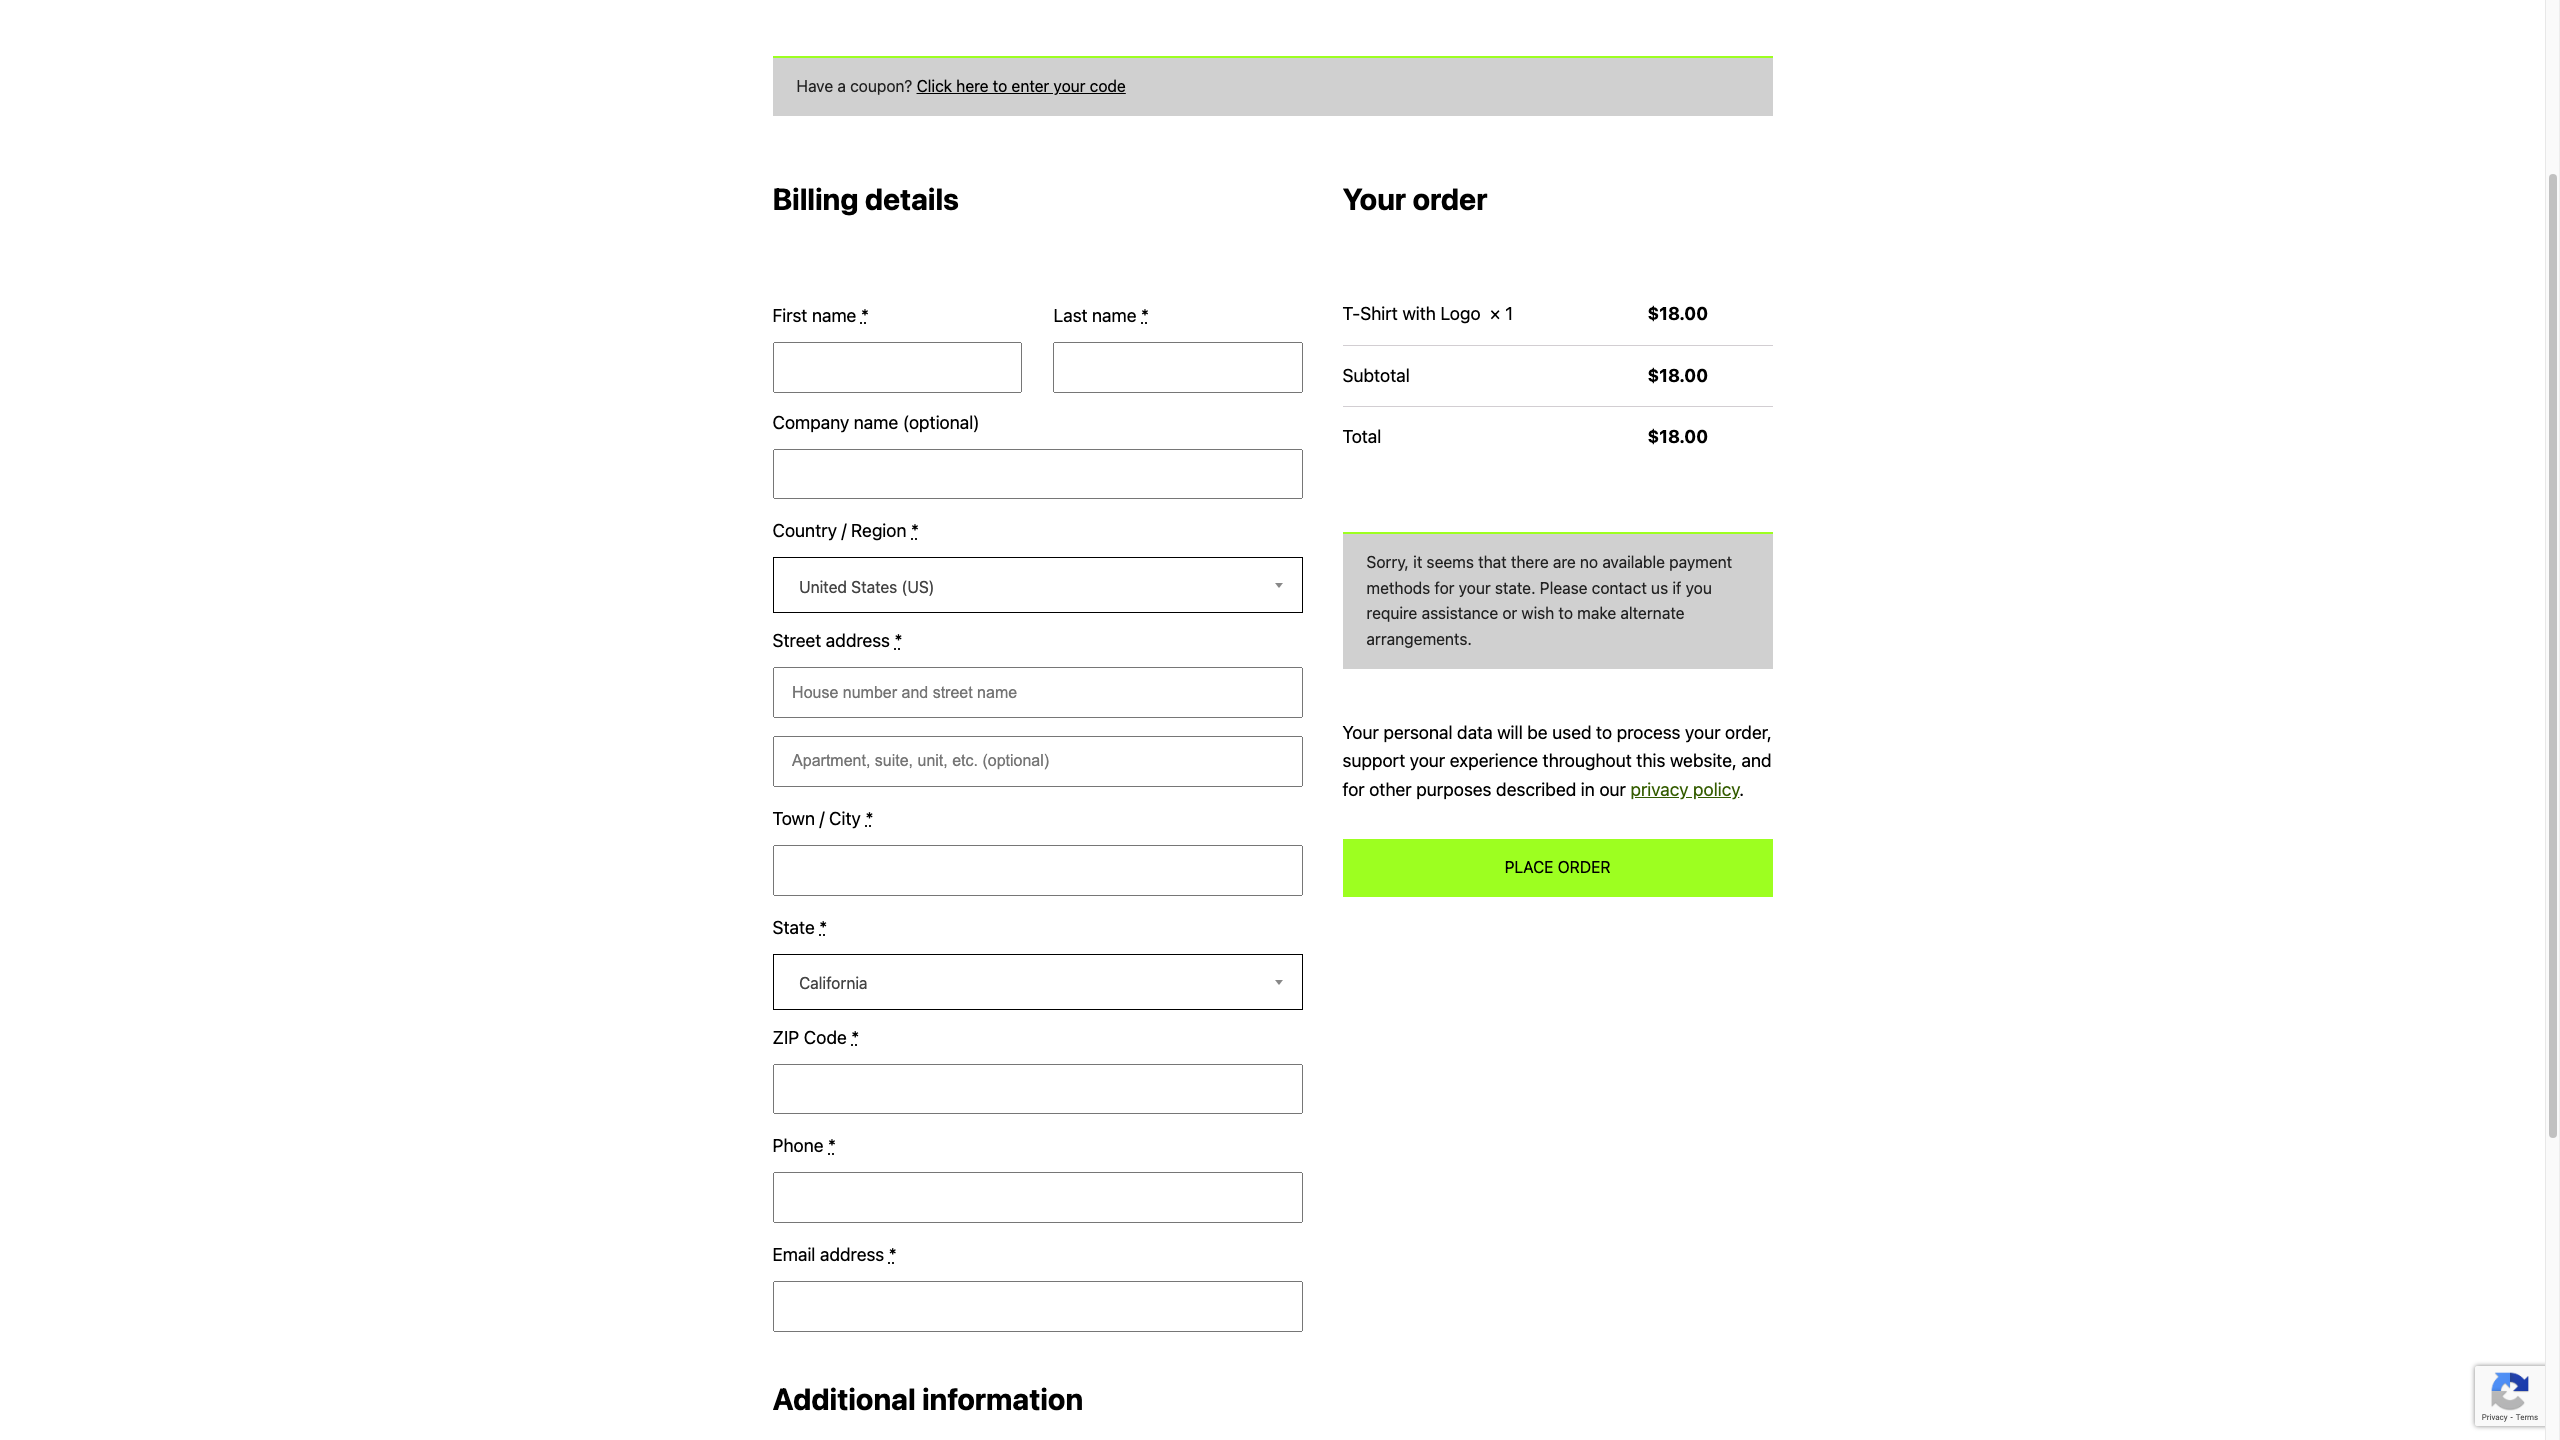 Have a coupon? Click here to enter your code
Billing details
First name *
Last name *
Company name (optional)
Country / Region *
United States (US)
Street address *
House number and street name
Apartment, suite, unit, etc. (optional)
Town / City *
State *
California
ZIP Code *
Phone *
Email address *
Additional information
Your order
T-Shirt with Logo × 1 $18.00
Subtotal $18.00
Total $18.00
Sorry, it seems that there are no available payment
methods for your state. Please contact us if you
require assistance or wish to make alternate
arrangements.
Your personal data will be used to process your order,
support your experience throughout this website, and
for other purposes described in our privacy policy.
PLACE ORDER
Privacy - Terms